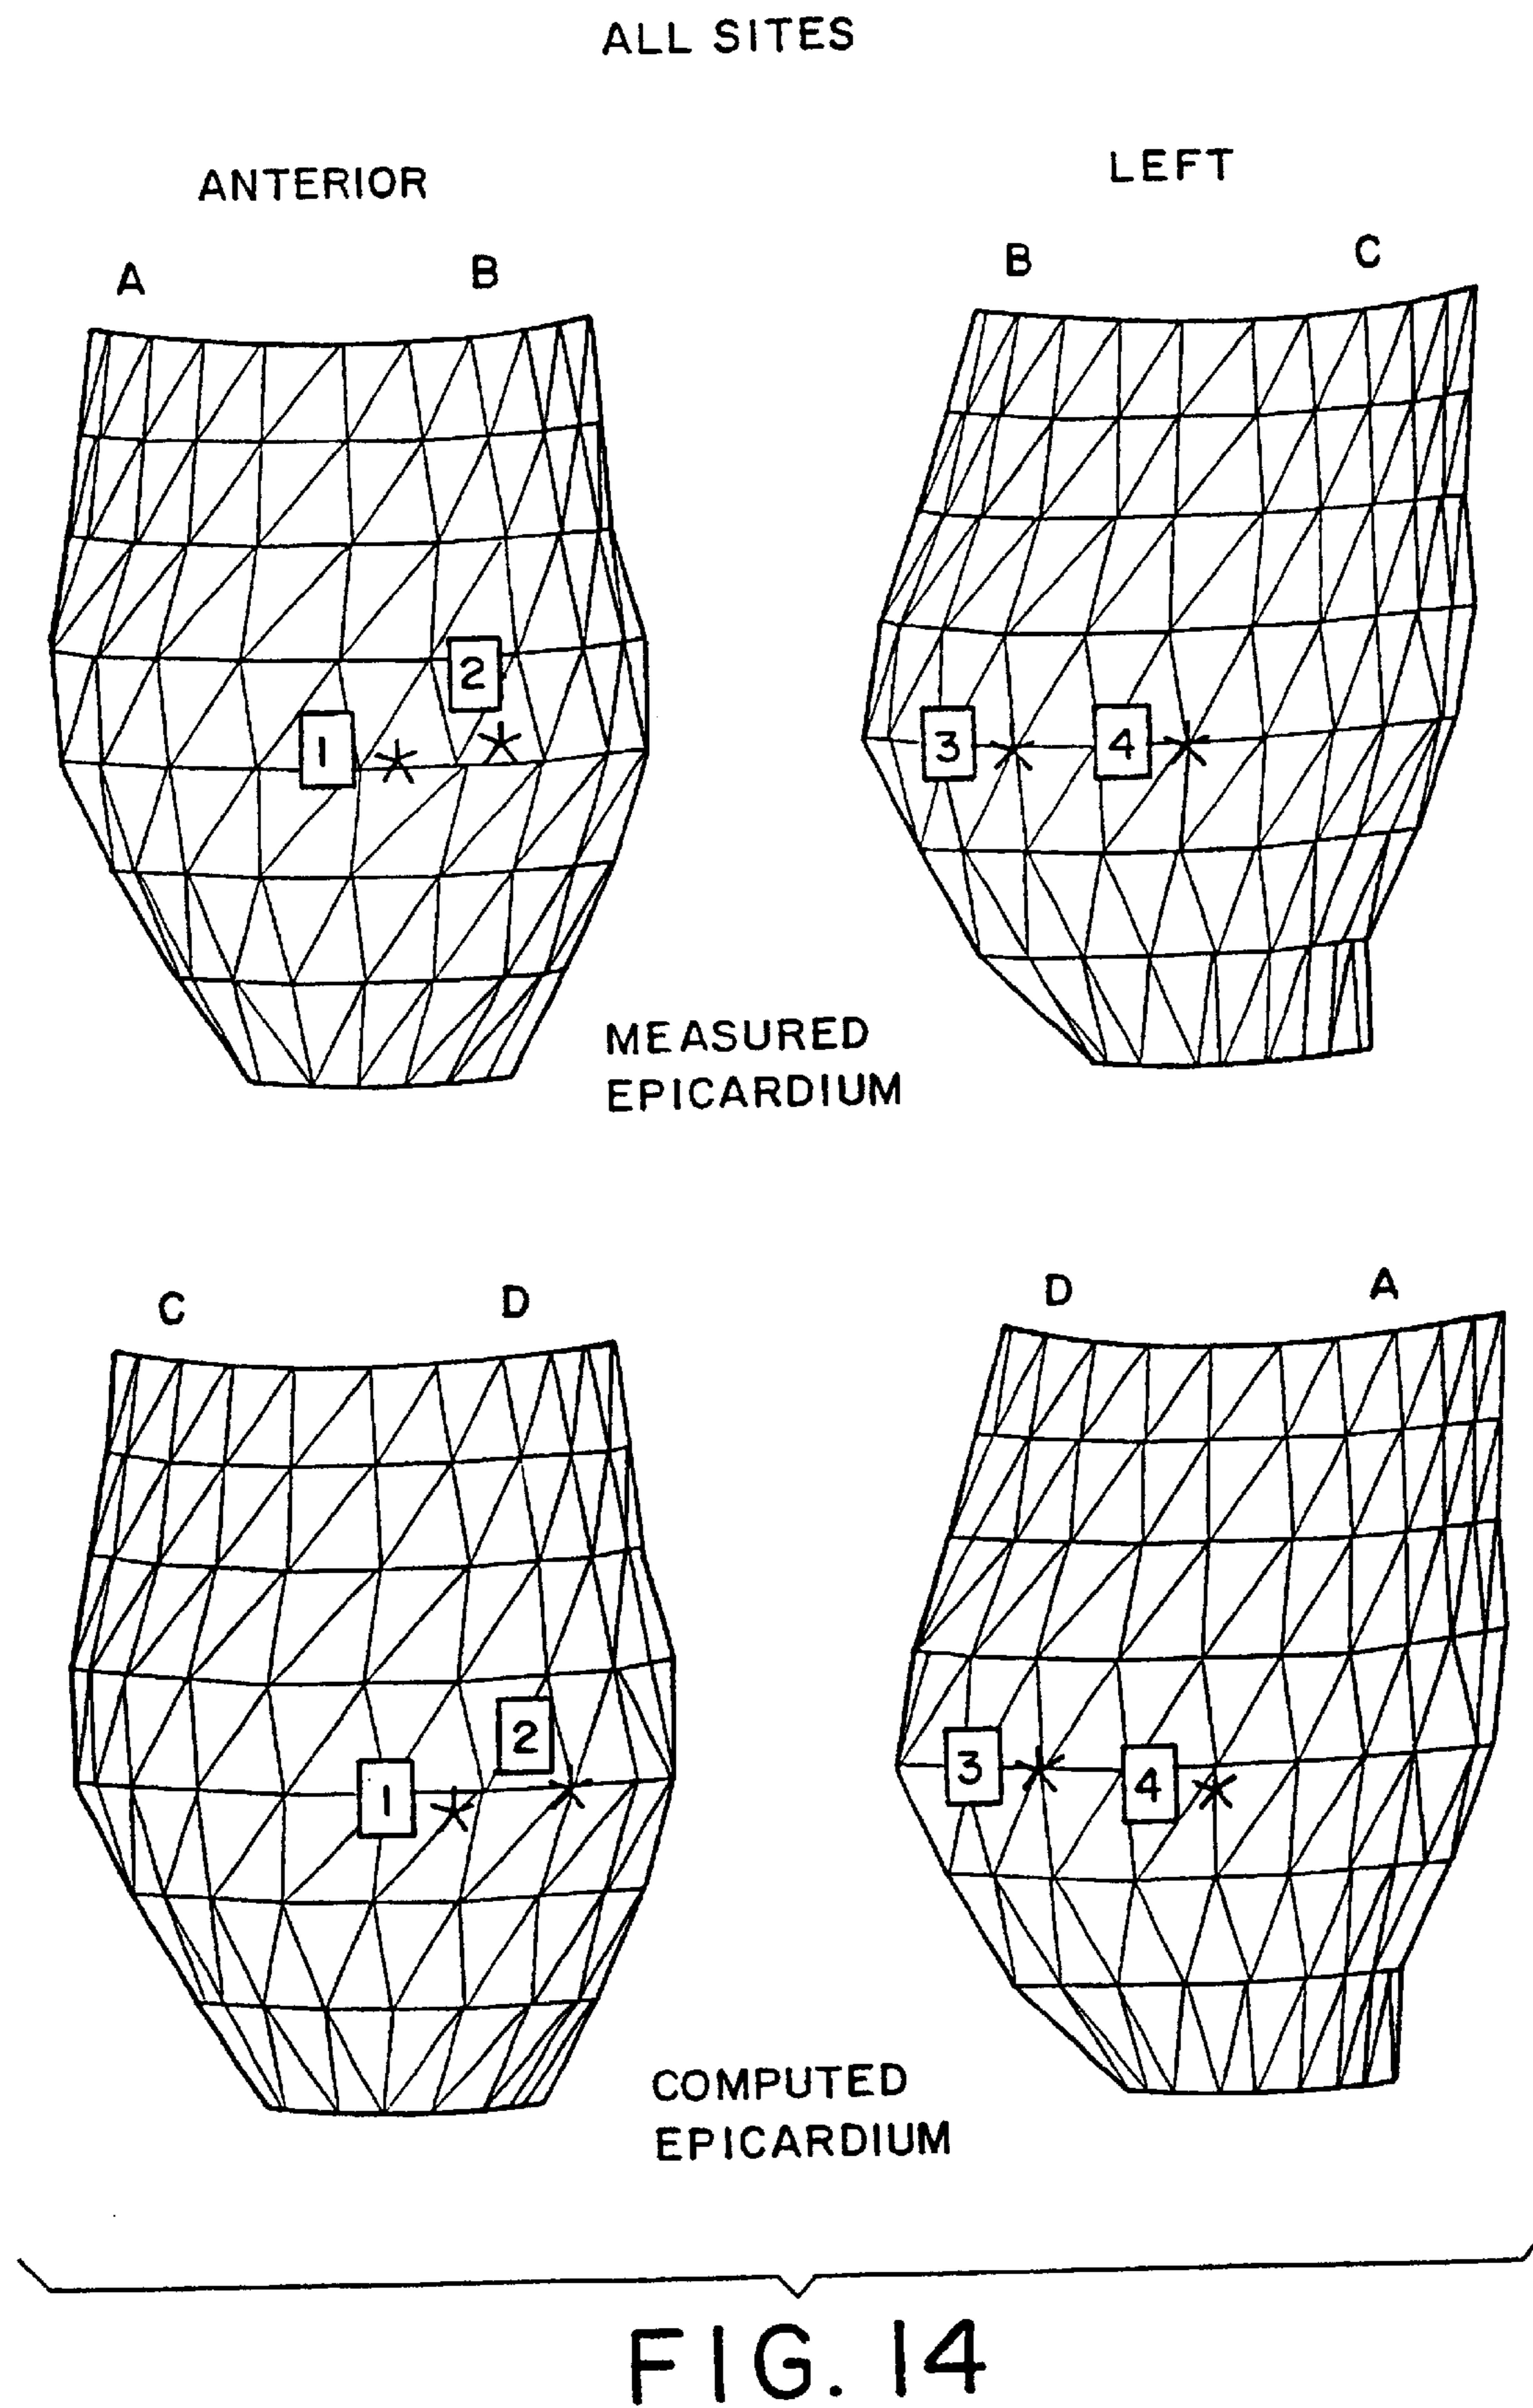 ALL SITES
ANTERIOR
LEFT
A B
B C
2
1
3 4
MEASURED
EPICARDIUM
C D
D A
2
1
3 4
COMPUTED
EPICARDIUM
FIG. 14